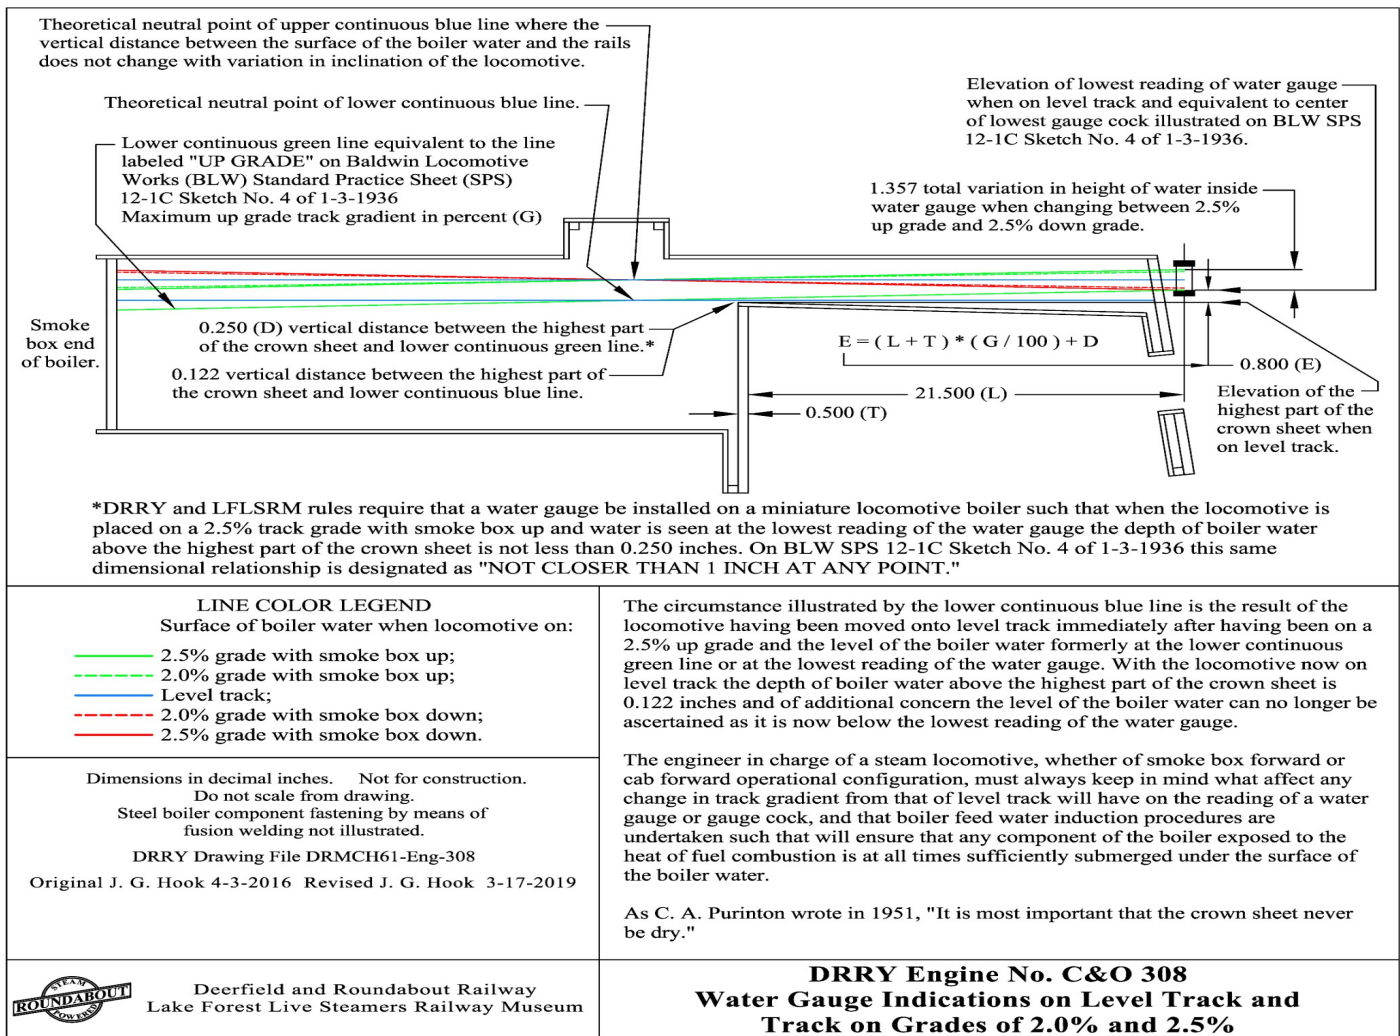 Theoretical neutral point of upper continuous blue line where the
vertical distance between the surface of the boiler water and the rails
does not change with variation in inclination of the locomotive.
Theoretical neutral point of lower continuous blue line.
Lower continuous green line equivalent to the line
labeled "UP GRADE" on Baldwin Locomotive
Works (BLW) Standard Practice Sheet (SPS)
12-1C Sketch No. 4 of 1-3-1936
Maximum up grade track gradient in percent (G)
Elevation of lowest reading of water gauge
when on level track and equivalent to center
of lowest gauge cock illustrated on BLW SPS
12-1C Sketch No. 4 of 1-3-1936.
1.357 total variation in height of water inside
water gauge when changing between 2.5%
up grade and 2.5% down grade.
Smoke
box end
of boiler.
0.250 (D) vertical distance between the highest part
of the crown sheet and lower continuous green line.*
0.122 vertical distance between the highest part of
the crown sheet and lower continuous blue line.
E = ( L + T ) * ( G / 100 ) + D
0.800 (E)
21.500 (L)
0.500 (T)
Elevation of the
highest part of the
crown sheet when
on level track.
*DRRY and LFLSRM rules require that a water gauge be installed on a miniature locomotive boiler such that when the locomotive is
placed on a 2.5% track grade with smoke box up and water is seen at the lowest reading of the water gauge the depth of boiler water
above the highest part of the crown sheet is not less than 0.250 inches. On BLW SPS 12-1C Sketch No. 4 of 1-3-1936 this same
dimensional relationship is designated as "NOT CLOSER THAN 1 INCH AT ANY POINT."
LINE COLOR LEGEND
Surface of boiler water when locomotive on:
2.5% grade with smoke box up;
2.0% grade with smoke box up;
Level track;
2.0% grade with smoke box down;
2.5% grade with smoke box down.
Dimensions in decimal inches. Not for construction.
Do not scale from drawing.
Steel boiler component fastening by means of
fusion welding not illustrated.
DRRY Drawing File DRMCH61-Eng-308
Original J. G. Hook 4-3-2016 Revised J. G. Hook 3-17-2019
The circumstance illustrated by the lower continuous blue line is the result of the
locomotive having been moved onto level track immediately after having been on a
2.5% up grade and the level of the boiler water formerly at the lower continuous
green line or at the lowest reading of the water gauge. With the locomotive now on
level track the depth of boiler water above the highest part of the crown sheet is
0.122 inches and of additional concern the level of the boiler water can no longer be
ascertained as it is now below the lowest reading of the water gauge.
The engineer in charge of a steam locomotive, whether of smoke box forward or
cab forward operational configuration, must always keep in mind what affect any
change in track gradient from that of level track will have on the reading of a water
gauge or gauge cock, and that boiler feed water induction procedures are
undertaken such that will ensure that any component of the boiler exposed to the
heat of fuel combustion is at all times sufficiently submerged under the surface of
the boiler water.
As C. A. Purinton wrote in 1951, "It is most important that the crown sheet never
be dry."
STEAM
ROUNDABOUT
POWERED
Deerfield and Roundabout Railway
Lake Forest Live Steamers Railway Museum
DRRY Engine No. C&O 308
Water Gauge Indications on Level Track and
Track on Grades of 2.0% and 2.5%